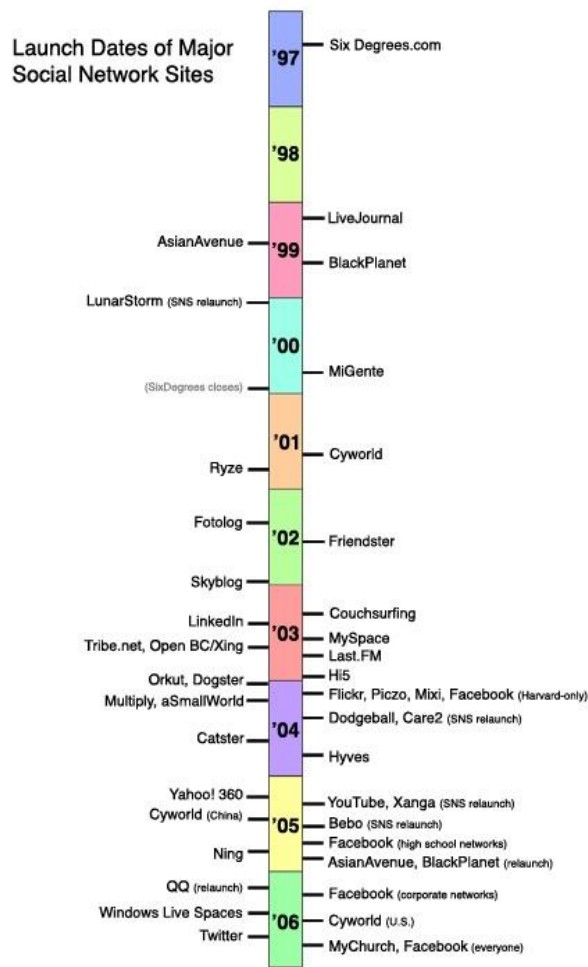 Launch Dates of Major
Social Network Sites
'97
Six Degrees.com
'98
LiveJournal
AsianAvenue
'99
BlackPlanet
LunarStorm (SNS relaunch)
'00
MiGente
(SixDegrees closes)
'01
Cyworld
Ryze
Fotolog
'02
Friendster
Skyblog
Couchsurfing
LinkedIn
'03
MySpace
Tribe.net, Open BC/Xing
Last.FM
Hi5
Orkut, Dogster
Flickr, Piczo, Mixi, Facebook (Harvard-only)
Multiply, aSmallWorld
Dodgeball, Care2 (SNS relaunch)
'04
Catster
Hyves
Yahoo! 360
YouTube, Xanga (SNS relaunch)
Cyworld (China)
'05
Bebo (SNS relaunch)
Facebook (high school networks)
Ning
AsianAvenue, BlackPlanet (relaunch)
QQ (relaunch)
Facebook (corporate networks)
Windows Live Spaces
'06
Cyworld (U.S.)
Twitter
MyChurch, Facebook (everyone)